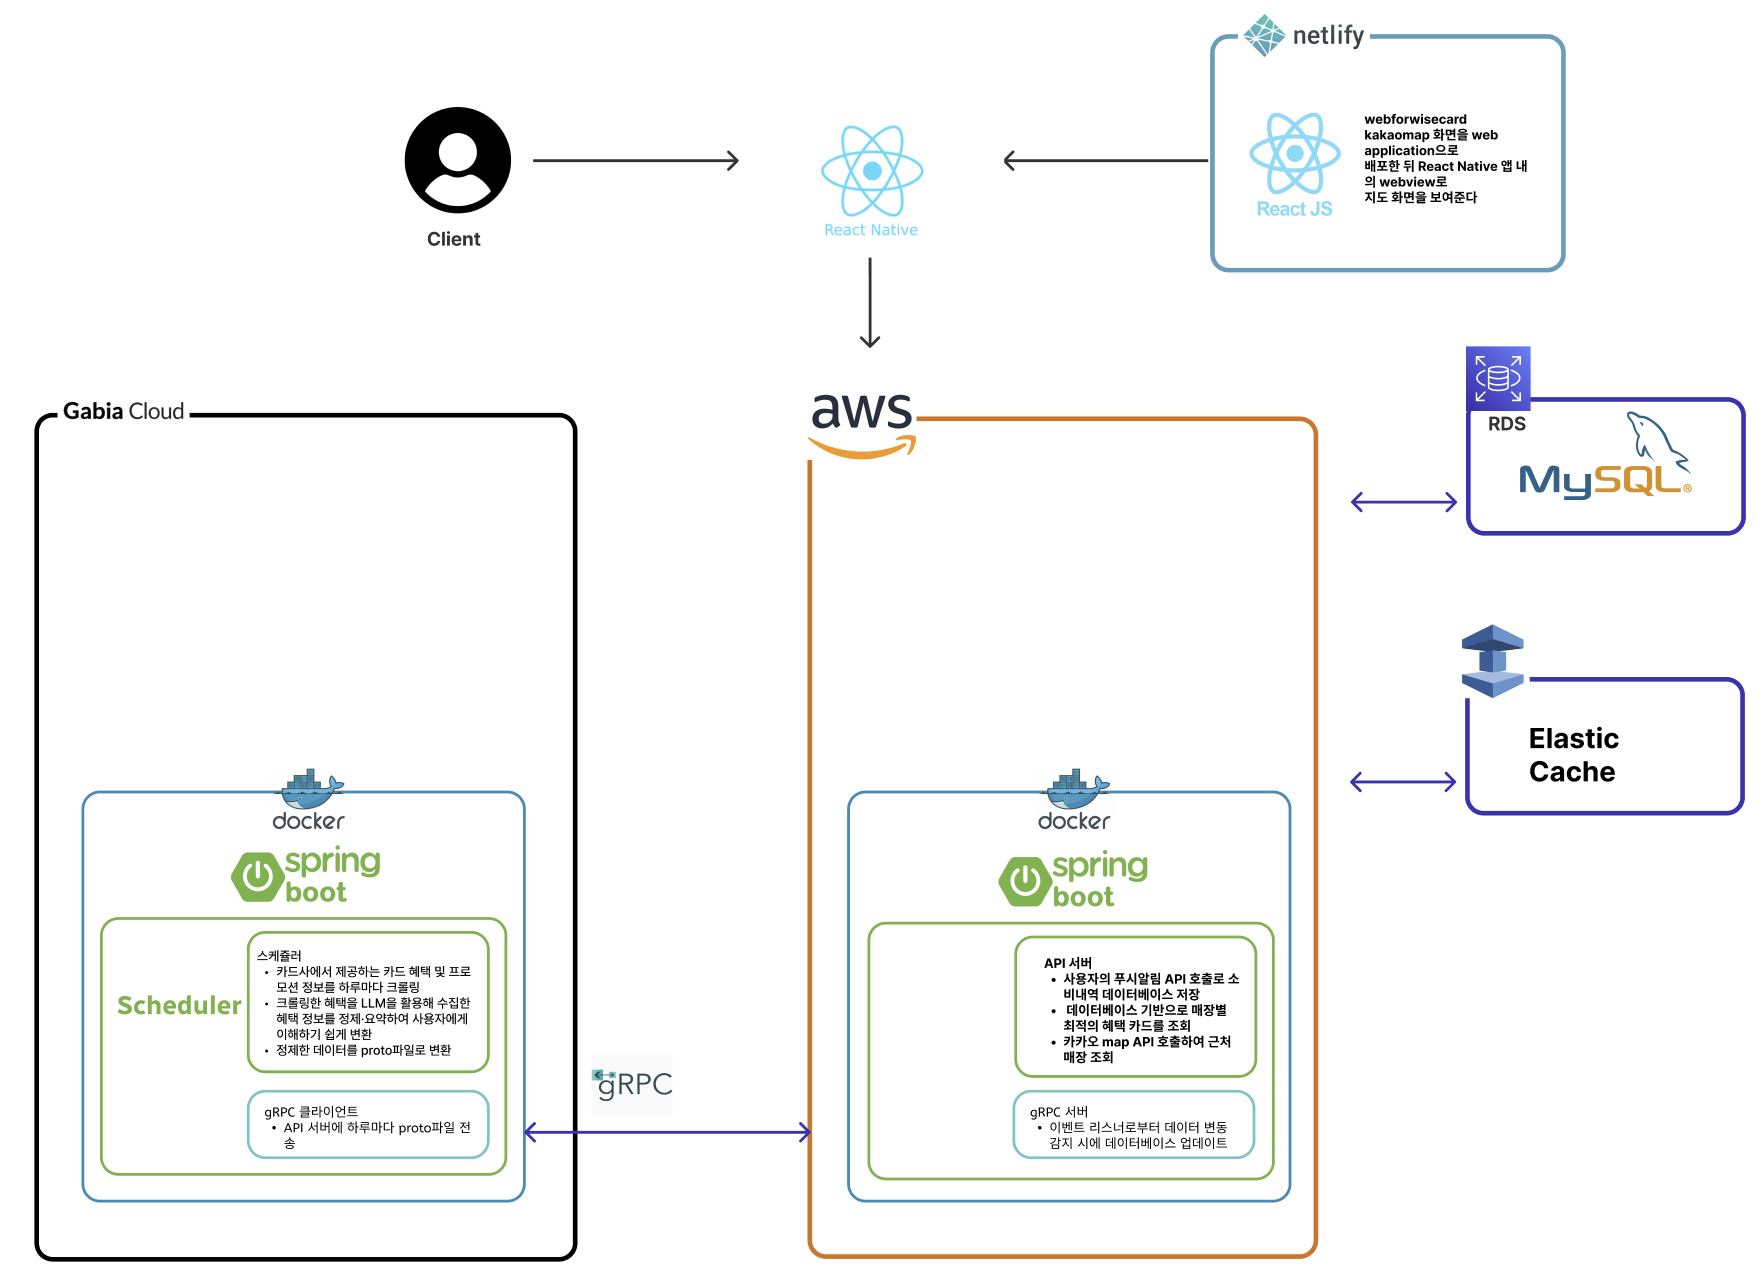 netlify
webforwisecard
kakaomap 화면을 web
application으로
배포한 뒤 React Native 앱 내
의 webview로
지도 화면을 보여준다
React JS
React Native
Client
Gabia Cloud
aws
RDS
MySQL®
Elastic
Cache
docker
spring
boot
Scheduler
스케쥴러
• 카드사에서 제공하는 카드 혜택 및 프로
모션 정보를 하루마다 크롤링
• 크롤링한 혜택을 LLM을 활용해 수집한
혜택 정보를 정제·요약하여 사용자에게
이해하기 쉽게 변환
• 정제한 데이터를 proto파일로 변환
gRPC 클라이언트
• API 서버에 하루마다 proto파일 전
송
gRPC
docker
spring
boot
API 서버
• 사용자의 푸시알림 API 호출로 소
비내역 데이터베이스 저장
• 데이터베이스 기반으로 매장별
최적의 혜택 카드를 조회
• 카카오 map API 호출하여 근처
매장 조회
gRPC 서버
• 이벤트 리스너로부터 데이터 변동
감지 시에 데이터베이스 업데이트